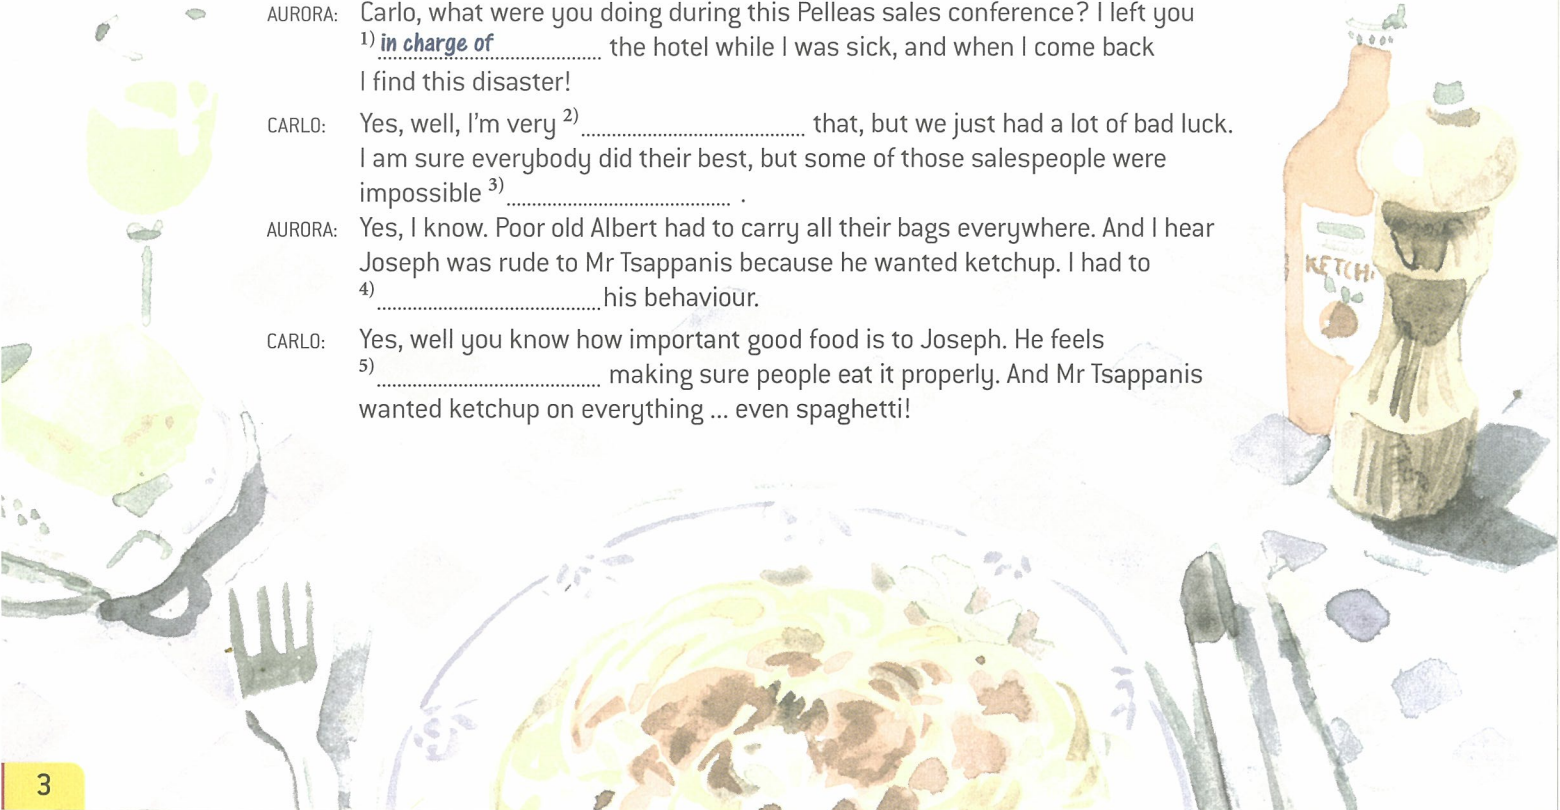 AURORA: Carlo, what were you doing during this Pelleas sales conference? I left you
1) in charge of the hotel while I was sick, and when I come back
I find this disaster!
CARLO: Yes, well, I'm very 2)........................ that, but we just had a lot of bad luck.
I am sure everybody did their best, but some of those salespeople were
impossible 3)........................ .
AURORA: Yes, I know. Poor old Albert had to carry all their bags everywhere. And I hear
Joseph was rude to Mr Tsappanis because he wanted ketchup. I had to
4)........................ his behaviour.
CARLO: Yes, well you know how important good food is to Joseph. He feels
5)........................ making sure people eat it properly. And Mr Tsappanis
wanted ketchup on everything ... even spaghetti!
KETCH
3